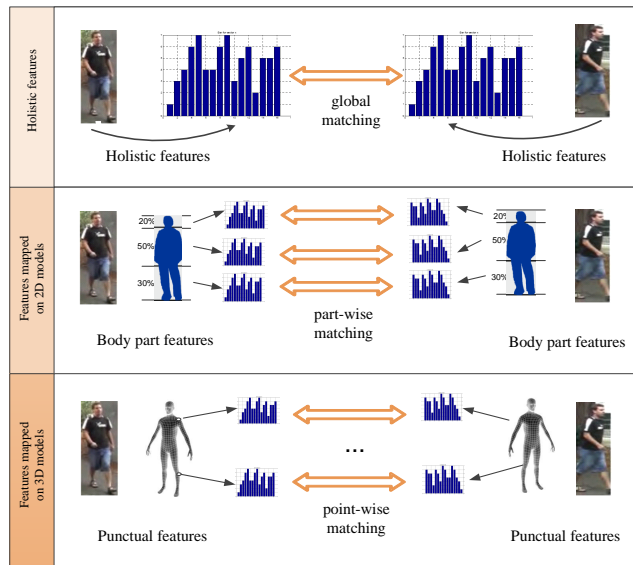 Holistic features
global
matching
Holistic features
Holistic features
Features mapped
on 2D models
20%
50%
30%
20%
50%
30%
part-wise
matching
Body part features
Body part features
Features mapped
on 3D models
...
point-wise
matching
Punctual features
Punctual features